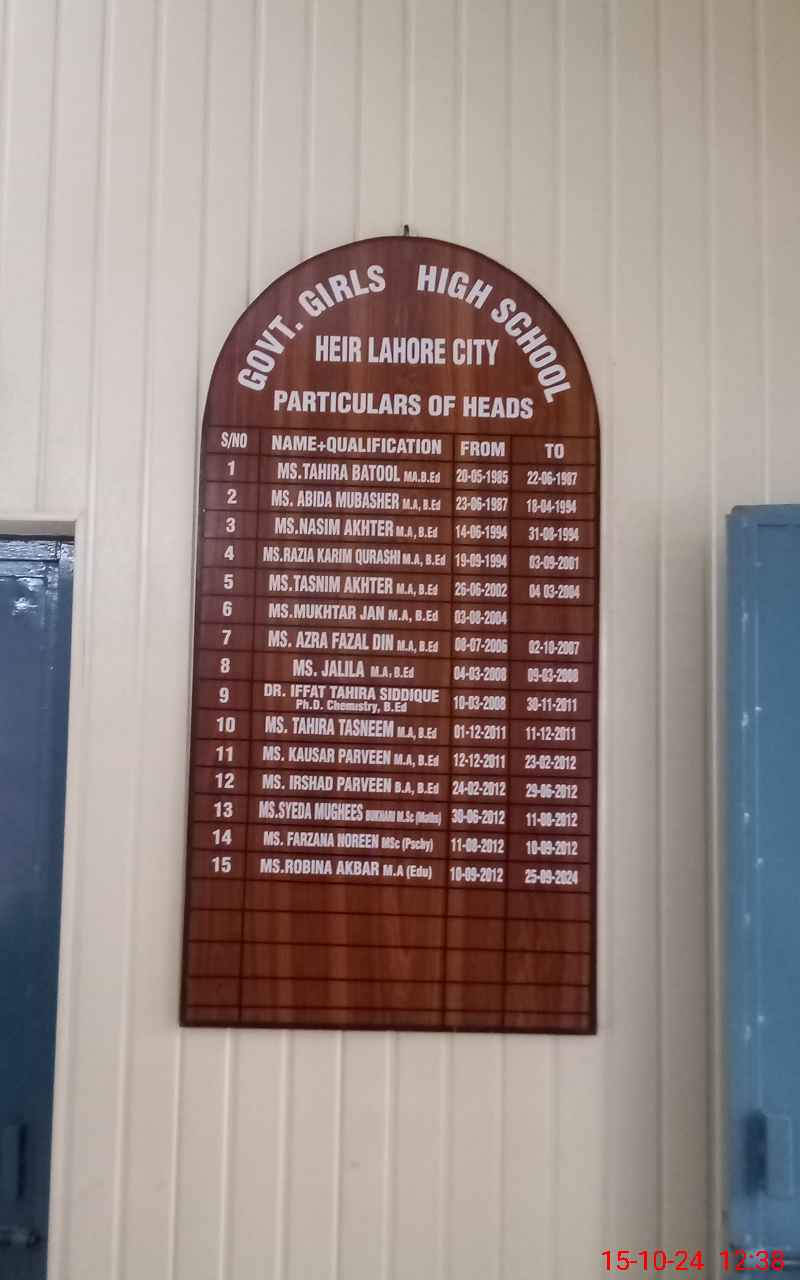 GOVT. GIRLS HIGH SCHOOL
HEIR LAHORE CITY
PARTICULARS OF HEADS
S/NO NAME+QUALIFICATION FROM TO
1 MS.TAHIRA BATOOL MA.B.Ed 20-05-1985 22-06-1987
2 MS. ABIDA MUBASHER M.A, B.Ed 23-06-1987 18-04-1994
3 MS.NASIM AKHTER M.A, B.Ed 14-06-1994 31-08-1994
4 MS.RAZIA KARIM QURASHI M.A, B.Ed 19-09-1994 03-09-2001
5 MS.TASNIM AKHTER M.A, B.Ed 26-06-2002 04 03-2004
6 MS.MUKHTAR JAN M.A, B.Ed 03-08-2004
7 MS. AZRA FAZAL DIN M.A, B.Ed 08-07-2006 02-10-2007
8 MS. JALILA M.A, B.Ed 04-03-2008 09-03-2008
9 DR. IFFAT TAHIRA SIDDIQUE 10-03-2008 30-11-2011
Ph.D. Chemistry, B.Ed
10 MS. TAHIRA TASNEEM M.A, B.Ed 01-12-2011 11-12-2011
11 MS. KAUSAR PARVEEN M.A, B.Ed 12-12-2011 23-02-2012
12 MS. IRSHAD PARVEEN B.A, B.Ed 24-02-2012 29-06-2012
13 MS.SYEDA MUGHEES BUKHARI M.Sc (Maths) 30-06-2012 11-08-2012
14 MS. FARZANA NOREEN MSc (Pschy) 11-08-2012 10-09-2012
15 MS.ROBINA AKBAR M.A (Edu) 10-09-2012 25-09-2024
15-10-24 12:38